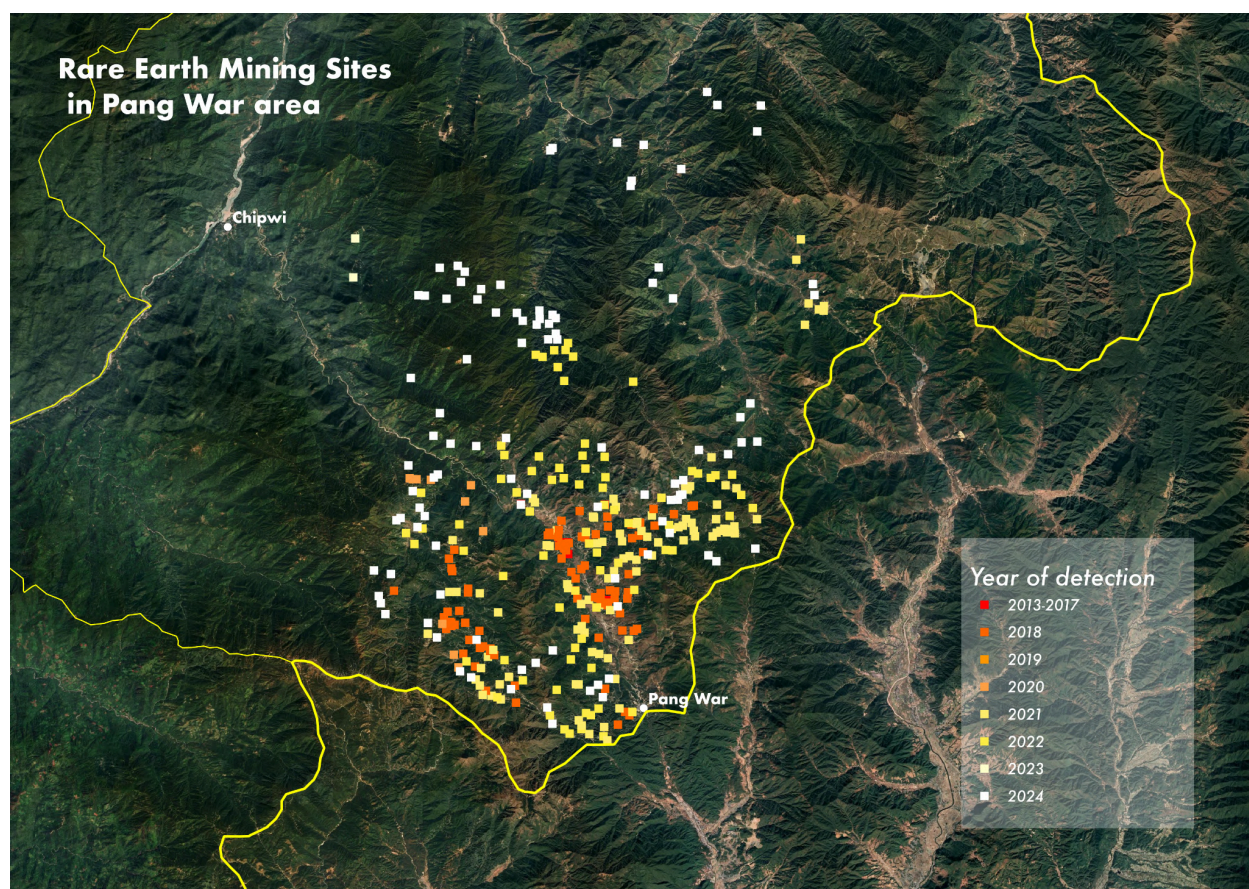 Rare Earth Mining Sites
in Pang War area
Chipwi
Pang War
Year of detection
2013-2017
2018
2019
2020
2021
2022
2023
2024